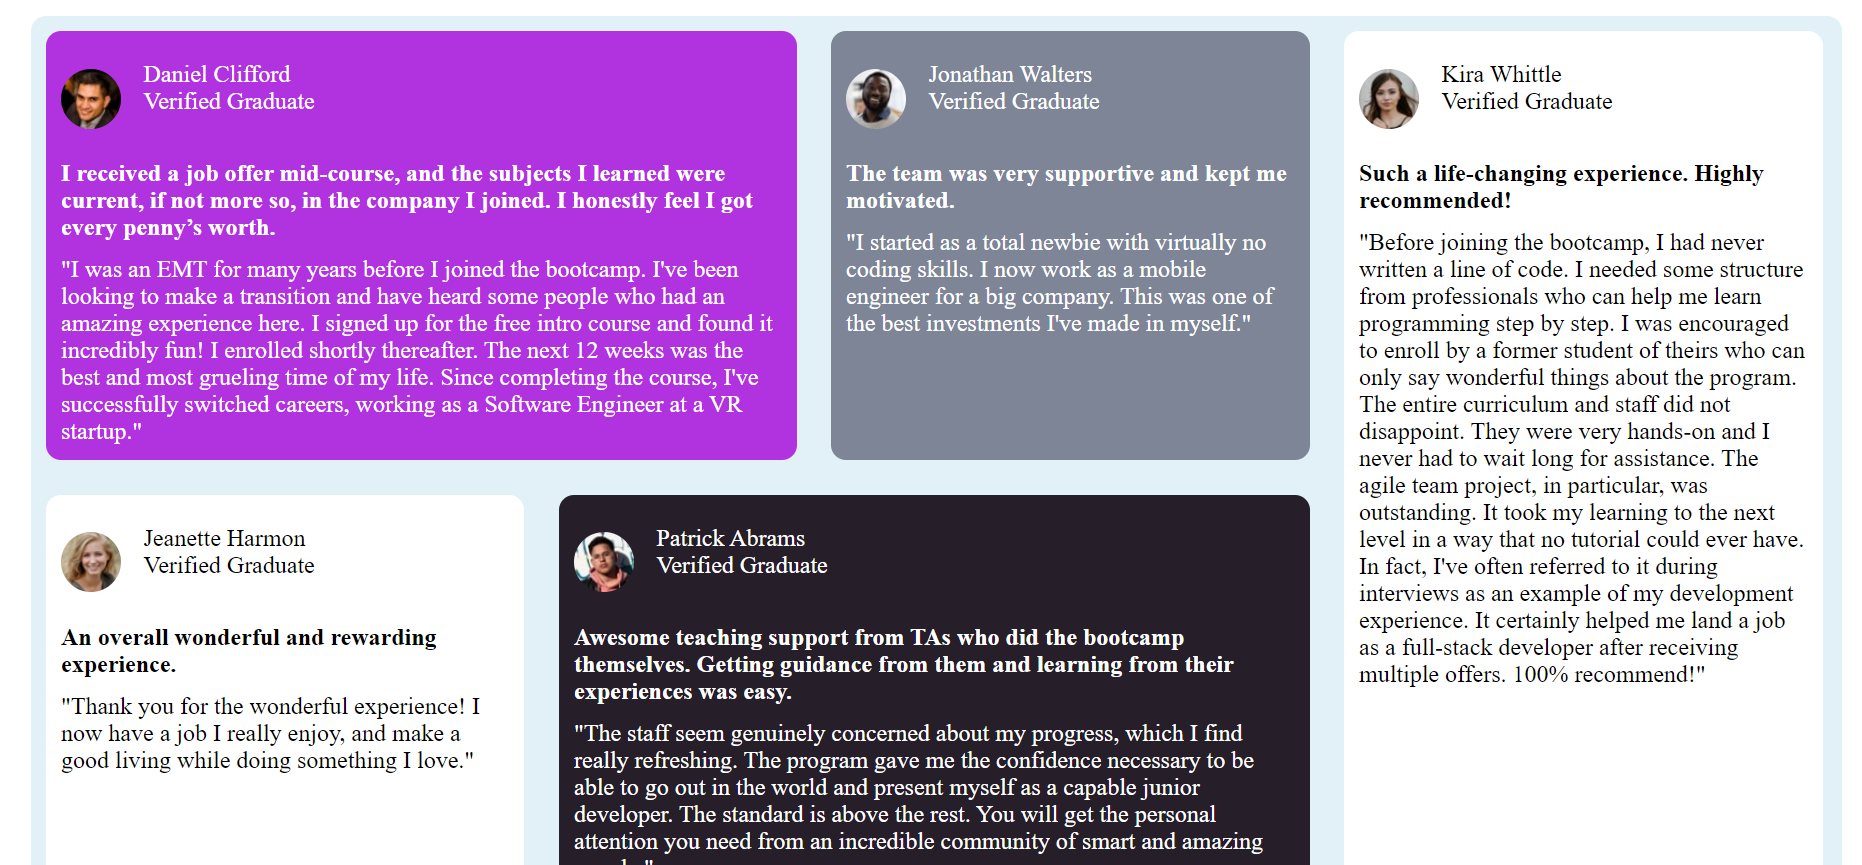 Daniel Clifford
Verified Graduate
I received a job offer mid-course, and the subjects I learned were
current, if not more so, in the company I joined. I honestly feel I got
every penny’s worth.
"I was an EMT for many years before I joined the bootcamp. I've been
looking to make a transition and have heard some people who had an
amazing experience here. I signed up for the free intro course and found it
incredibly fun! I enrolled shortly thereafter. The next 12 weeks was the
best and most grueling time of my life. Since completing the course, I've
successfully switched careers, working as a Software Engineer at a VR
startup."
Jonathan Walters
Verified Graduate
The team was very supportive and kept me
motivated.
"I started as a total newbie with virtually no
coding skills. I now work as a mobile
engineer for a big company. This was one of
the best investments I've made in myself."
Kira Whittle
Verified Graduate
Such a life-changing experience. Highly
recommended!
"Before joining the bootcamp, I had never
written a line of code. I needed some structure
from professionals who can help me learn
programming step by step. I was encouraged
to enroll by a former student of theirs who can
only say wonderful things about the program.
The entire curriculum and staff did not
disappoint. They were very hands-on and I
never had to wait long for assistance. The
agile team project, in particular, was
outstanding. It took my learning to the next
level in a way that no tutorial could ever have.
In fact, I've often referred to it during
interviews as an example of my development
experience. It certainly helped me land a job
as a full-stack developer after receiving
multiple offers. 100% recommend!"
Jeanette Harmon
Verified Graduate
An overall wonderful and rewarding
experience.
"Thank you for the wonderful experience! I
now have a job I really enjoy, and make a
good living while doing something I love."
Patrick Abrams
Verified Graduate
Awesome teaching support from TAs who did the bootcamp
themselves. Getting guidance from them and learning from their
experiences was easy.
"The staff seem genuinely concerned about my progress, which I find
really refreshing. The program gave me the confidence necessary to be
able to go out in the world and present myself as a capable junior
developer. The standard is above the rest. You will get the personal
attention you need from an incredible community of smart and amazing